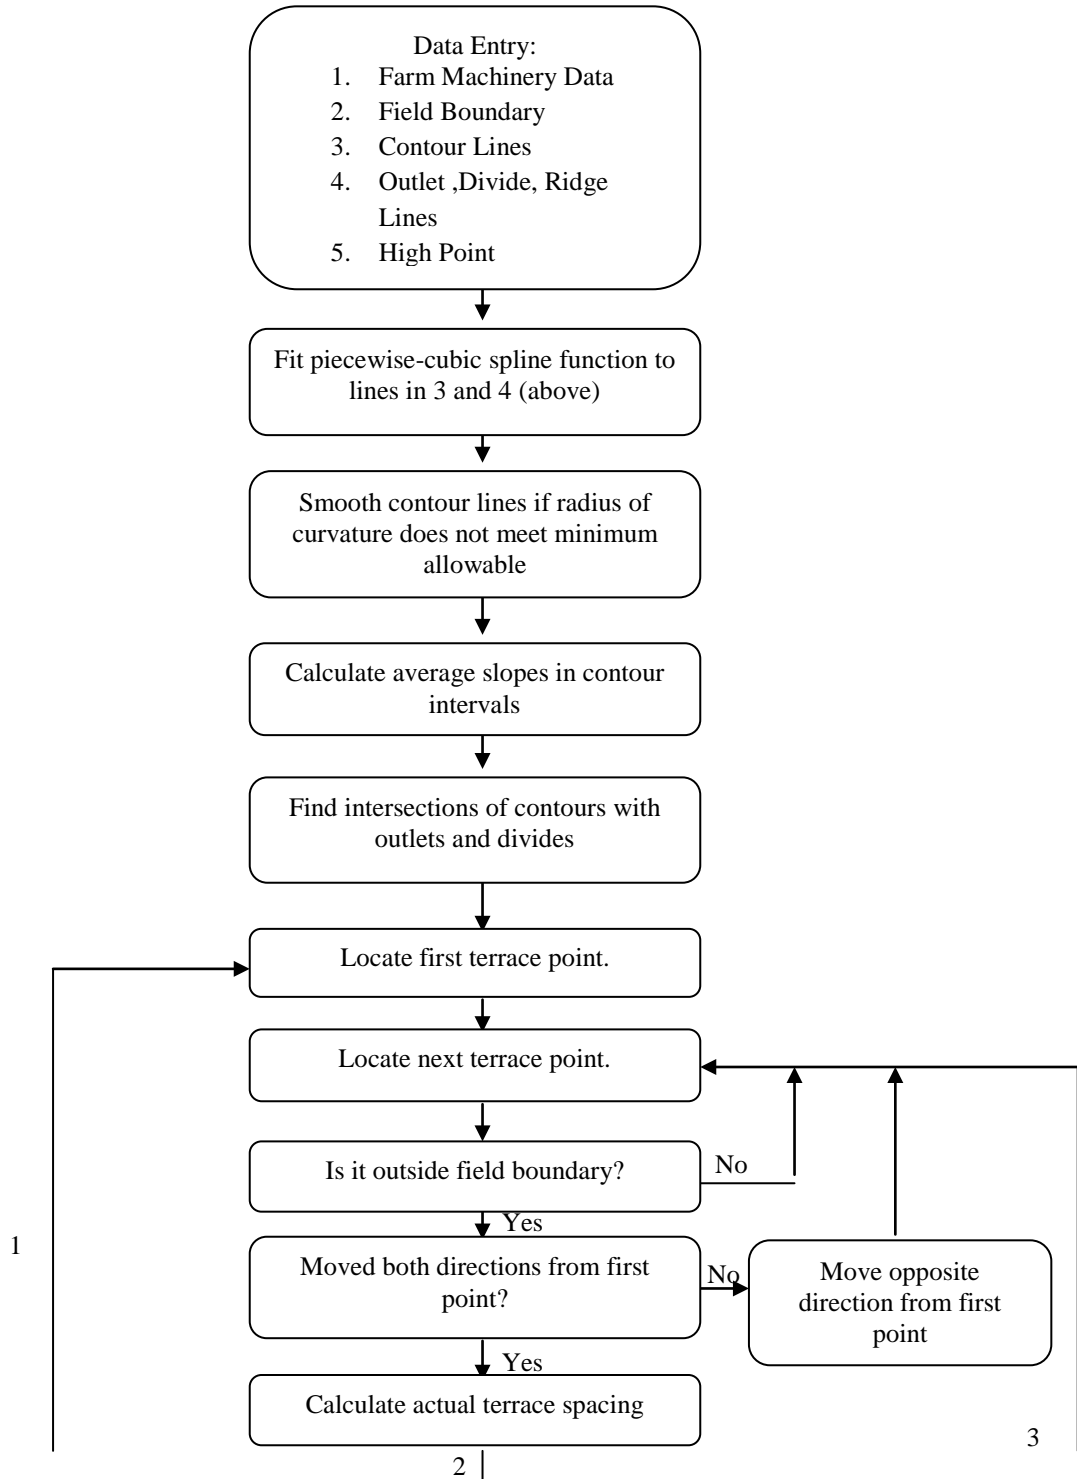 Data Entry:
1. Farm Machinery Data
2. Field Boundary
3. Contour Lines
4. Outlet ,Divide, Ridge
Lines
5. High Point
Fit piecewise-cubic spline function to
lines in 3 and 4 (above)
Smooth contour lines if radius of
curvature does not meet minimum
allowable
Calculate average slopes in contour
intervals
Find intersections of contours with
outlets and divides
Locate first terrace point.
Locate next terrace point.
Is it outside field boundary?
No
Yes
1
Moved both directions from first
point?
No
Move opposite
direction from first
point
Yes
Calculate actual terrace spacing
3
2